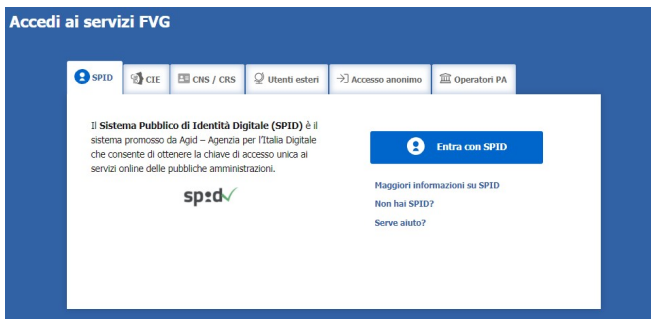 Accedi ai servizi FVG
SPID
CIE
CNS / CRS
Utenti esteri
Accesso anonimo
Operatori PA
Il Sistema Pubblico di Identità Digitale (SPID) è il
sistema promosso da Agid – Agenzia per l'Italia Digitale
che consente di ottenere la chiave di accesso unica ai
servizi online delle pubbliche amministrazioni.
spid
Entra con SPID
Maggiori informazioni su SPID
Non hai SPID?
Serve aiuto?